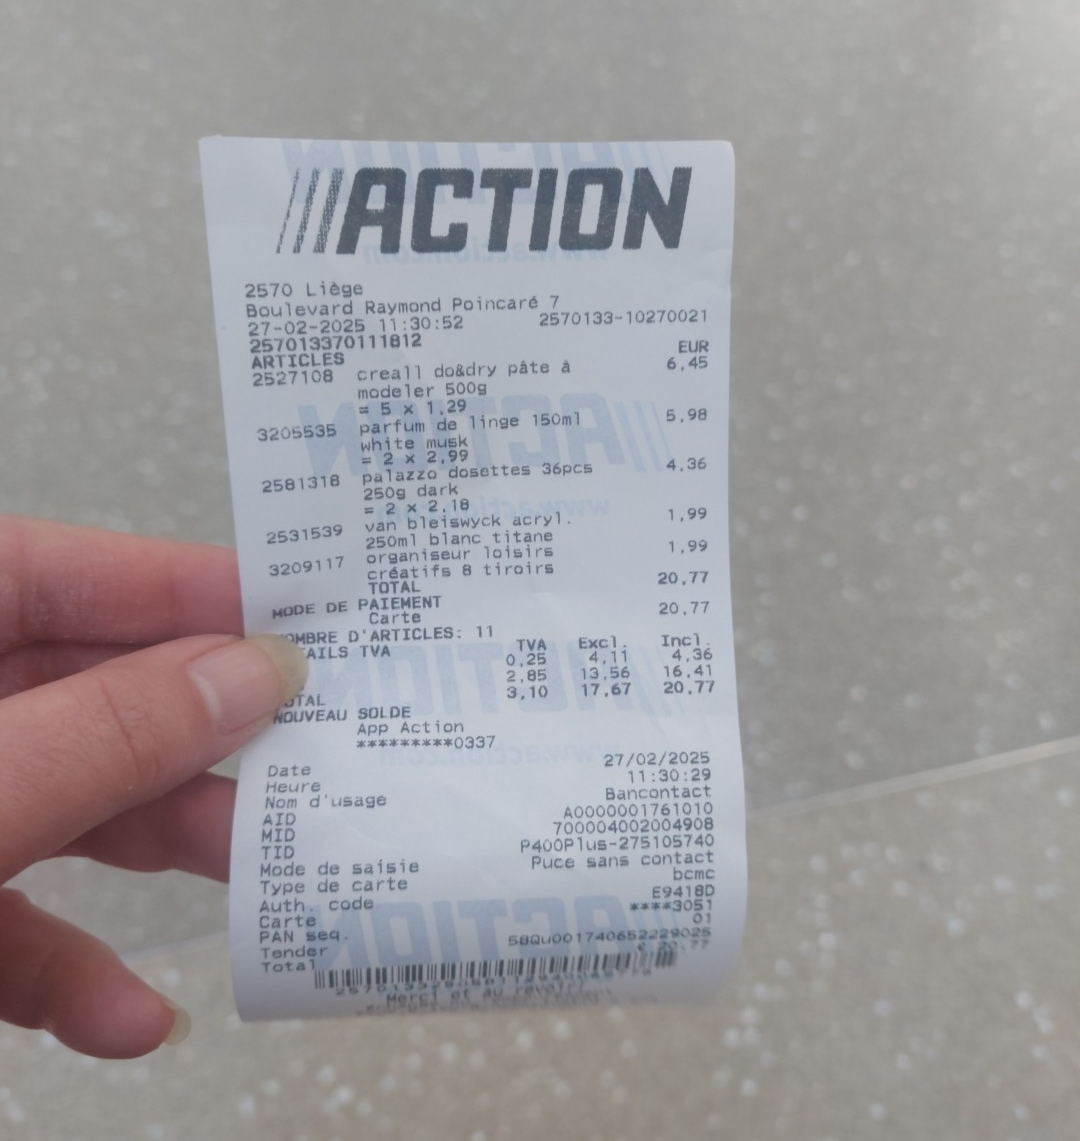 ACTION
2570 Liège
Boulevard Raymond Poincaré 7
27-02-2025 11:30:52 2570133-10270021
257013370111812
ARTICLES EUR
2527108 creall do&dry pâte à 6,45
modeler 500g
= 5 x 1,29
3205535 parfum de linge 150ml 5,98
white musk
= 2 x 2,99
2581318 palazzo dosettes 36pcs 4,36
250g dark
= 2 x 2,18
2531539 van bleiswyck acryl. 1,99
250ml blanc titane
3209117 organiseur loisirs 1,99
créatifs 8 tiroirs
TOTAL 20,77
MODE DE PAIEMENT
Carte 20,77
OMBRE D'ARTICLES: 11
AILS TVA TVA Excl. Incl.
0,25 4,11 4,36
2,85 13,56 16,41
OTAL 3,10 17,67 20,77
NOUVEAU SOLDE
App Action
*********0337
Date 27/02/2025
Heure 11:30:29
Nom d'usage Bancontact
AID A0000001761010
MID 700004002004908
TID P400Plus-275105740
Mode de saisie Puce sans contact
Type de carte bcmc
Auth. code E9418D
Carte ****3051
PAN seq. 01
Tender 58Qu001740652229025
Total € 20,77
Merci et au revoir!